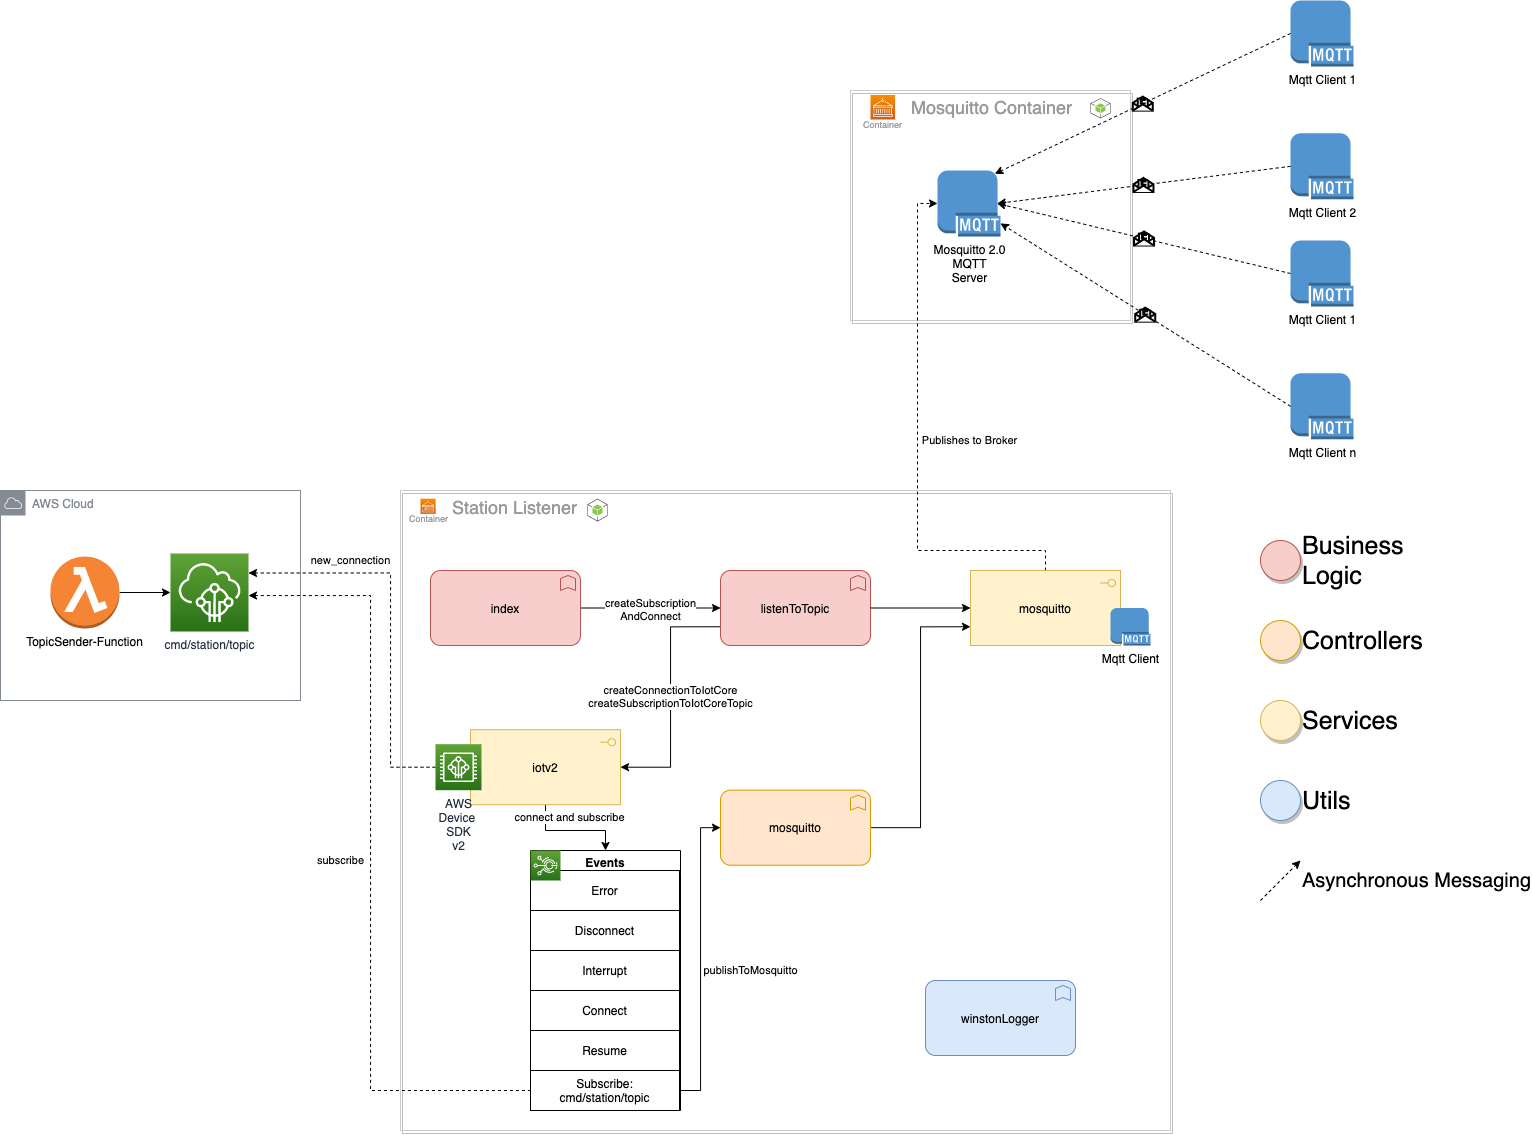 MQTT
Mqtt Client 1
Container
Mosquitto Container
MQTT
Mqtt Client 2
MQTT
Mosquitto 2.0
MQTT
Server
MQTT
Mqtt Client 1
MQTT
Mqtt Client n
Publishes to Broker
AWS Cloud
TopicSender-Function
cmd/station/topic
new_connection
subscribe
Container
Station Listener
index
createSubscription
AndConnect
listenToTopic
mosquitto
MQTT
Mqtt Client
createConnectionToIotCore
createSubscriptionToIotCoreTopic
iotv2
AWS
Device
SDK
v2
connect and subscribe
mosquitto
Events
Error
Disconnect
Interrupt
Connect
Resume
Subscribe:
cmd/station/topic
publishToMosquitto
winstonLogger
Business
Logic
Controllers
Services
Utils
Asynchronous Messaging